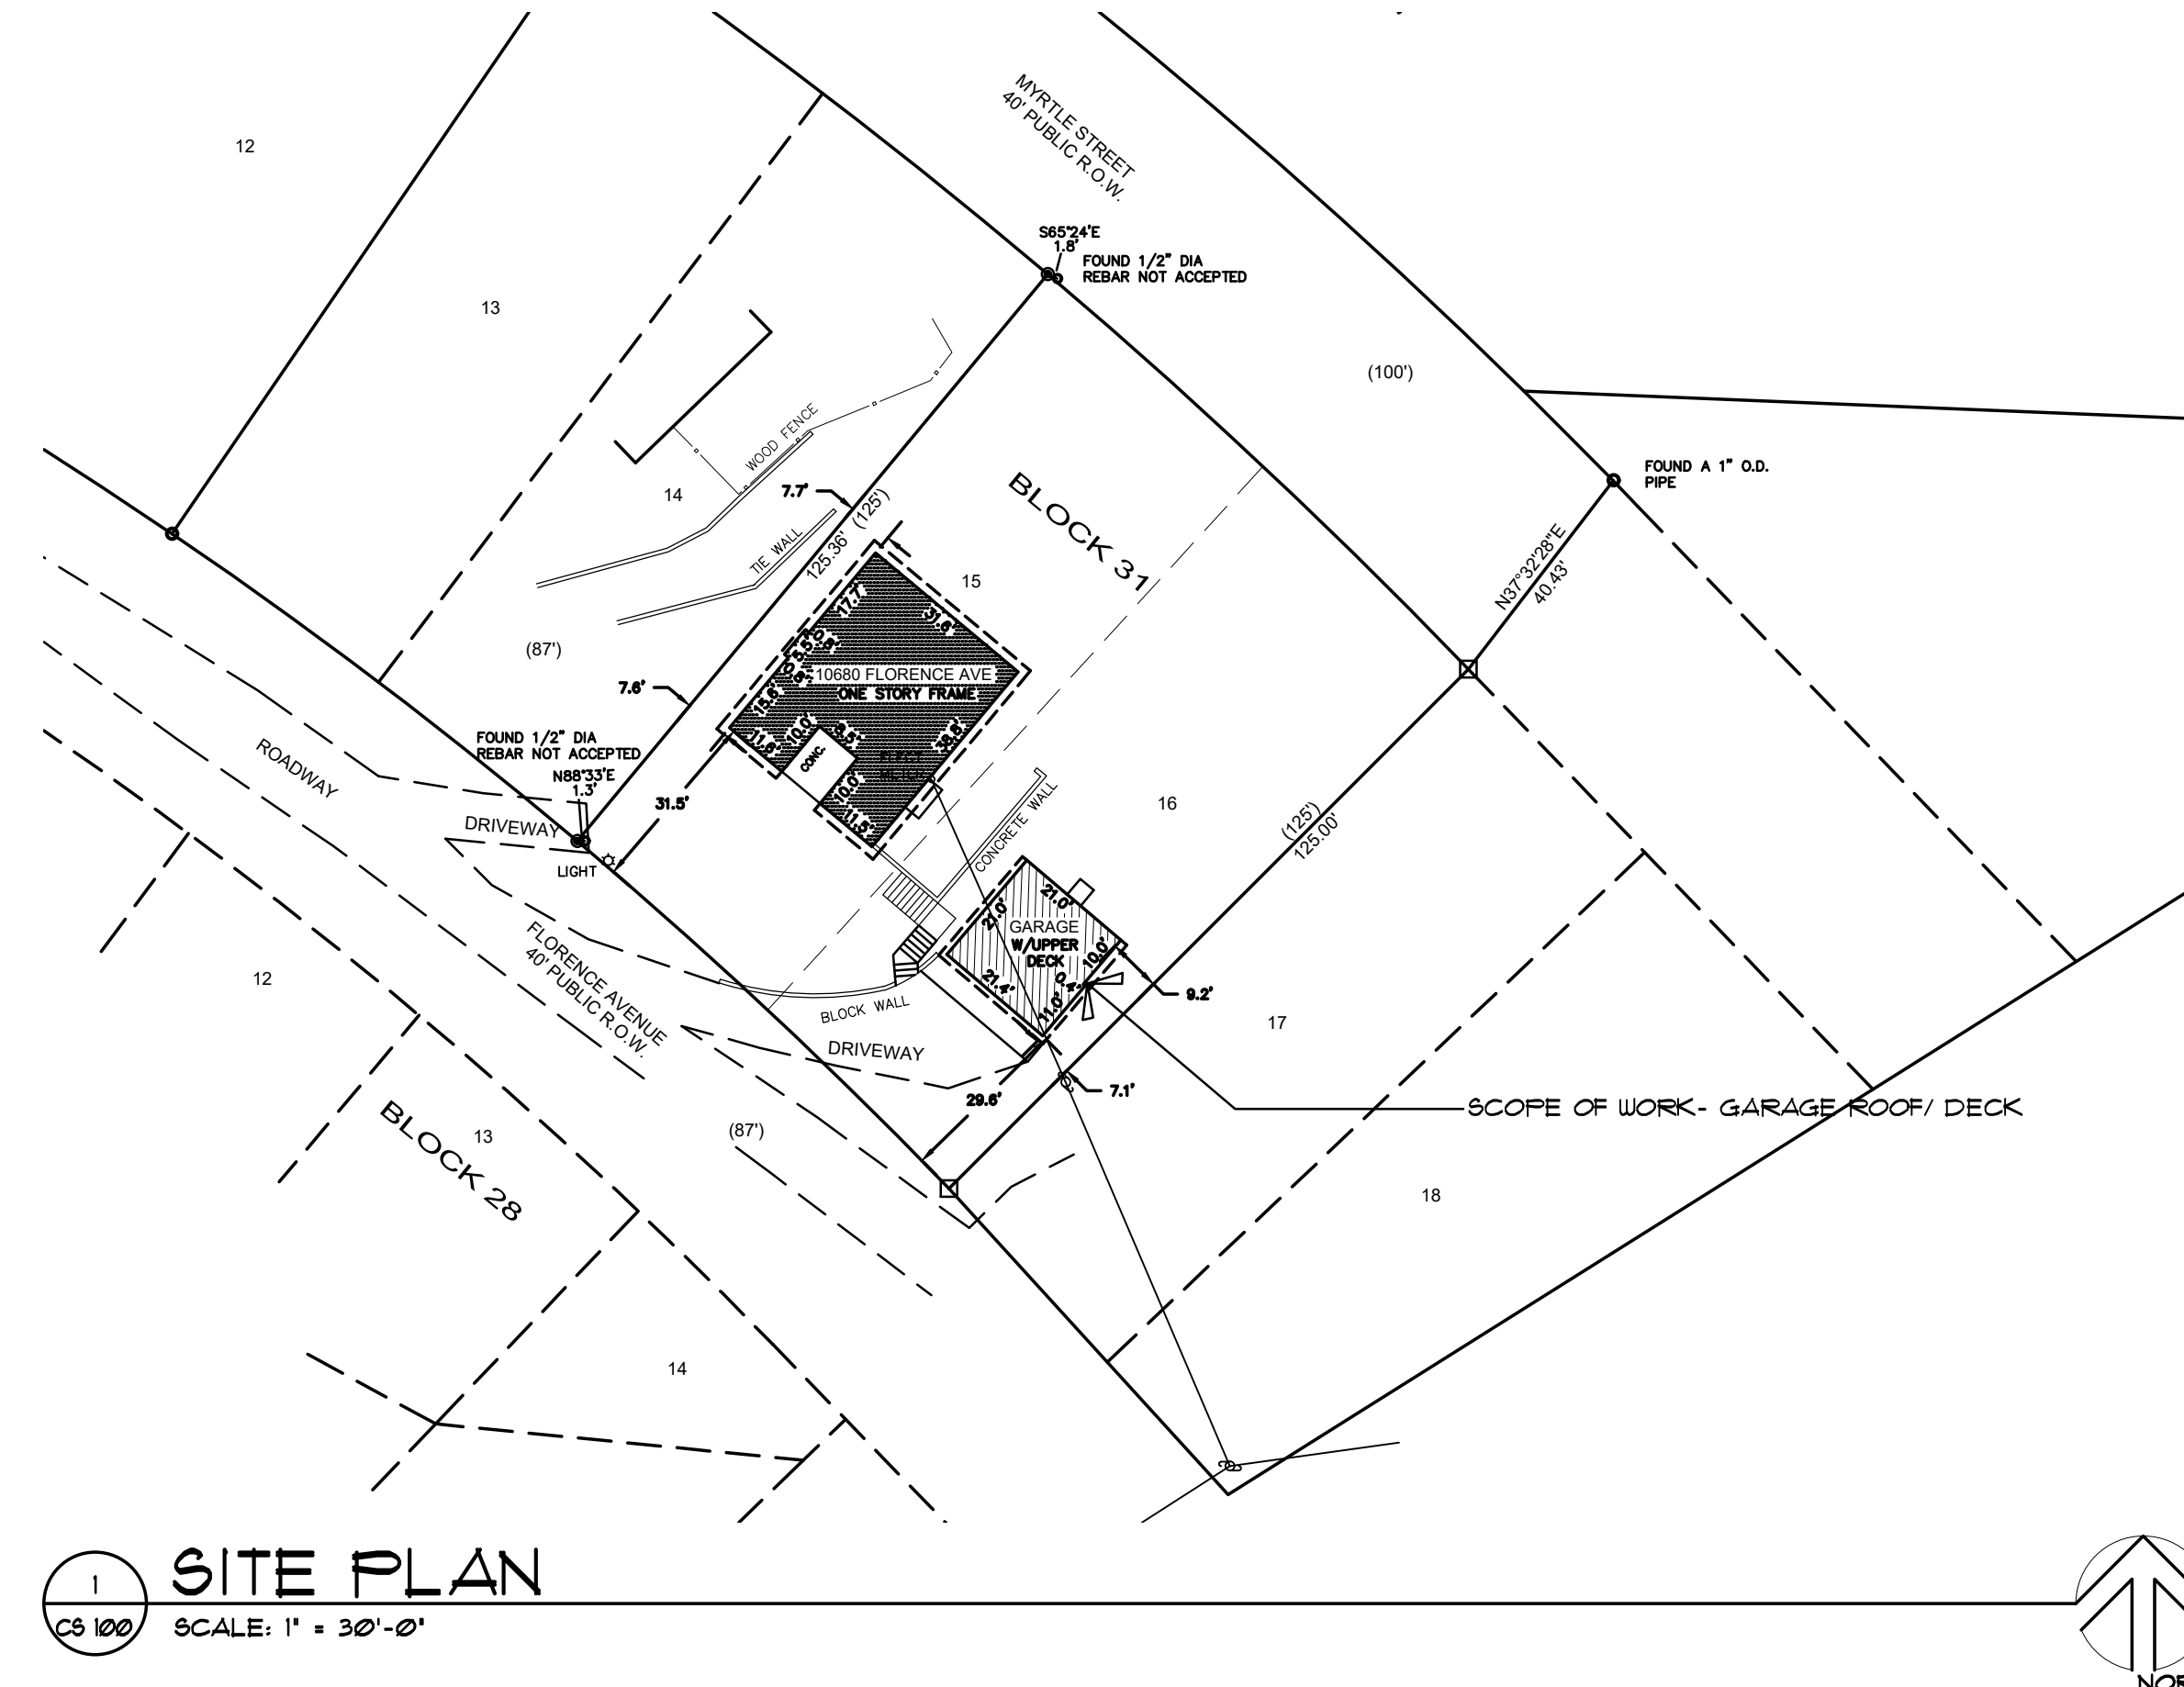 MYRTLE STREET
40' PUBLIC R.O.W.
12
13
S65°24'E
1.8'
FOUND 1/2" DIA
REBAR NOT ACCEPTED
(100')
FOUND A 1" O.D.
PIPE
N37°32'28"E
40.43'
WOOD FENCE
14
7.7'
(125')
125.36'
TIE WALL
BLOCK 31
15
(87')
7.6'
17.7'
31.6'
0.8'
5.5'
15.6'
10680 FLORENCE AVE
ONE STORY FRAME
11.6'
10.0'
8.5'
38.8'
CONC.
10.0'
11.5'
FOUND 1/2" DIA
REBAR NOT ACCEPTED
N88°33'E
1.3'
ROADWAY
31.5'
DRIVEWAY
LIGHT
CONCRETE WALL
16
(125')
125.00'
21.0'
21.0'
GARAGE
W/UPPER
DECK
10.0'
0.4'
21.4'
11.0'
9.2'
FLORENCE AVENUE
40' PUBLIC R.O.W.
12
BLOCK WALL
DRIVEWAY
17
7.1'
29.6'
SCOPE OF WORK- GARAGE ROOF/ DECK
BLOCK 28
13
(87')
18
14
1
CS 100
SITE PLAN
SCALE: 1" = 30'-0"